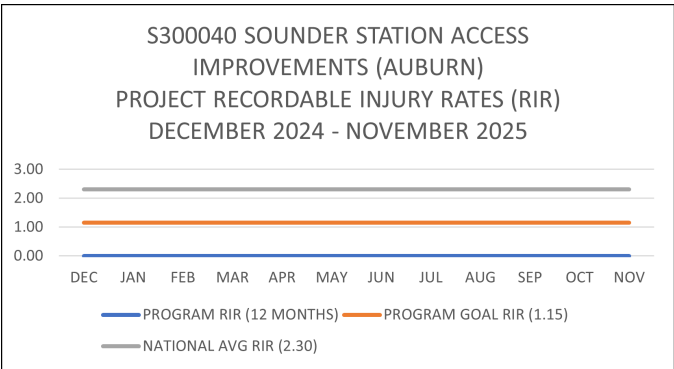 S300040 SOUNDER STATION ACCESS
IMPROVEMENTS (AUBURN)
PROJECT RECORDABLE INJURY RATES (RIR)
DECEMBER 2024 - NOVEMBER 2025
3.00
2.00
1.00
0.00
DEC JAN FEB MAR APR MAY JUN JUL AUG SEP OCT NOV
PROGRAM RIR (12 MONTHS) PROGRAM GOAL RIR (1.15)
NATIONAL AVG RIR (2.30)